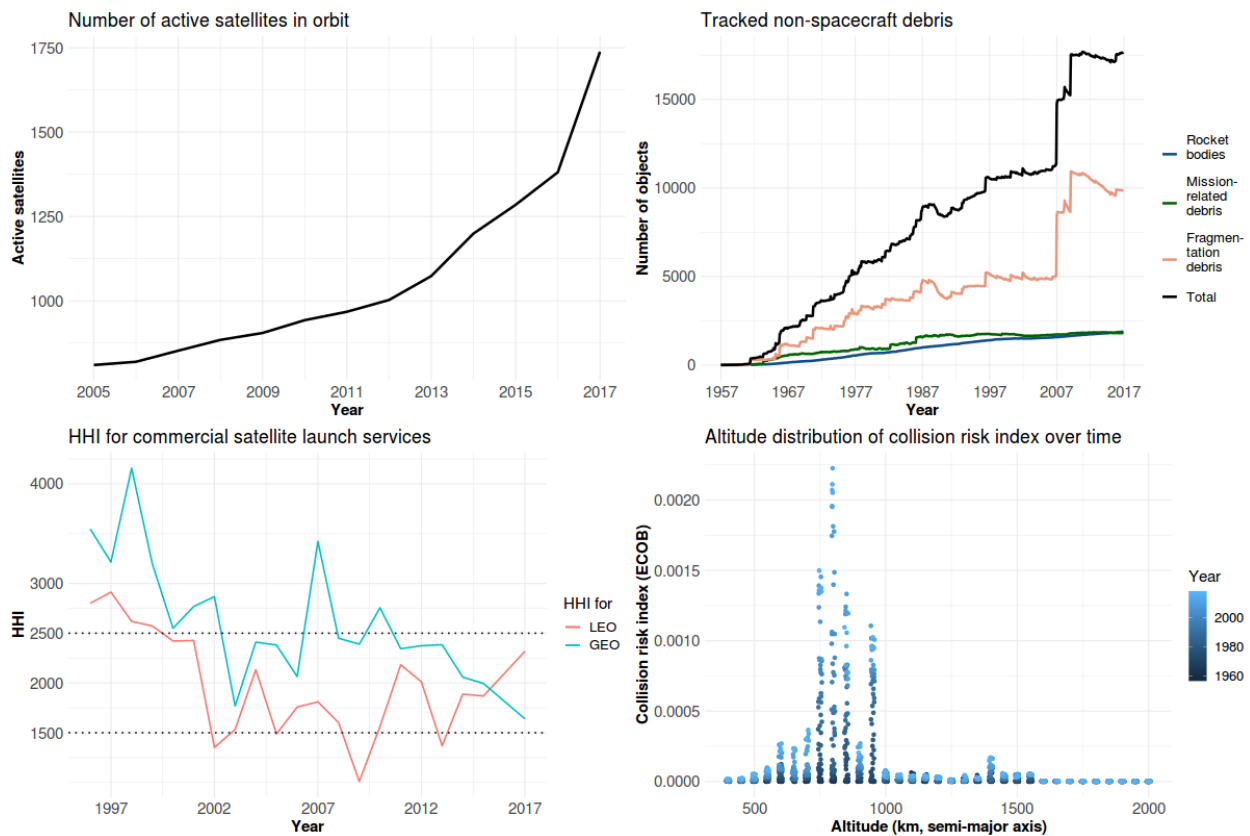 Number of active satellites in orbit
1750
1500
1250
1000
Active satellites
2005
2007
2009
2011
2013
2015
2017
Year
Tracked non-spacecraft debris
15000
10000
5000
0
Number of objects
1957
1967
1977
1987
1997
2007
2017
Year
Rocket
bodies
Mission-
related
debris
Fragmen-
tation
debris
Total
HHI for commercial satellite launch services
4000
3000
2500
2000
1500
HHI
1997
2002
2007
2012
2017
Year
HHI for
LEO
GEO
Altitude distribution of collision risk index over time
0.0020
0.0015
0.0010
0.0005
0.0000
Collision risk index (ECOB)
500
1000
1500
2000
Altitude (km, semi-major axis)
Year
2000
1980
1960